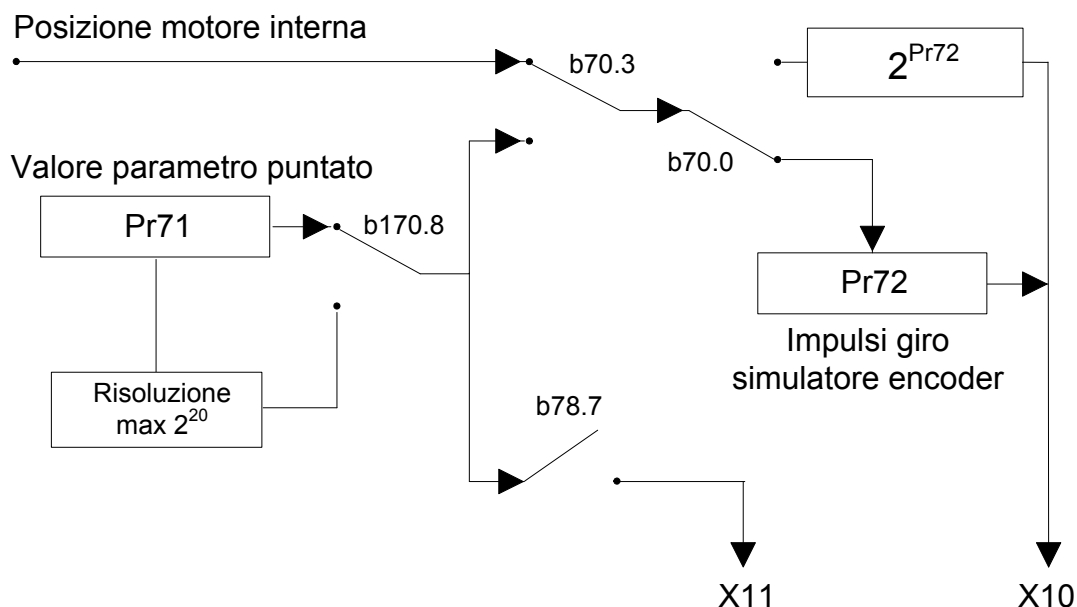 Posizione motore interna
b70.3
2^Pr72
b70.0
Valore parametro puntato
Pr71
b170.8
Pr72
Impulsi giro
simulatore encoder
Risoluzione
max 2^20
b78.7
X11
X10